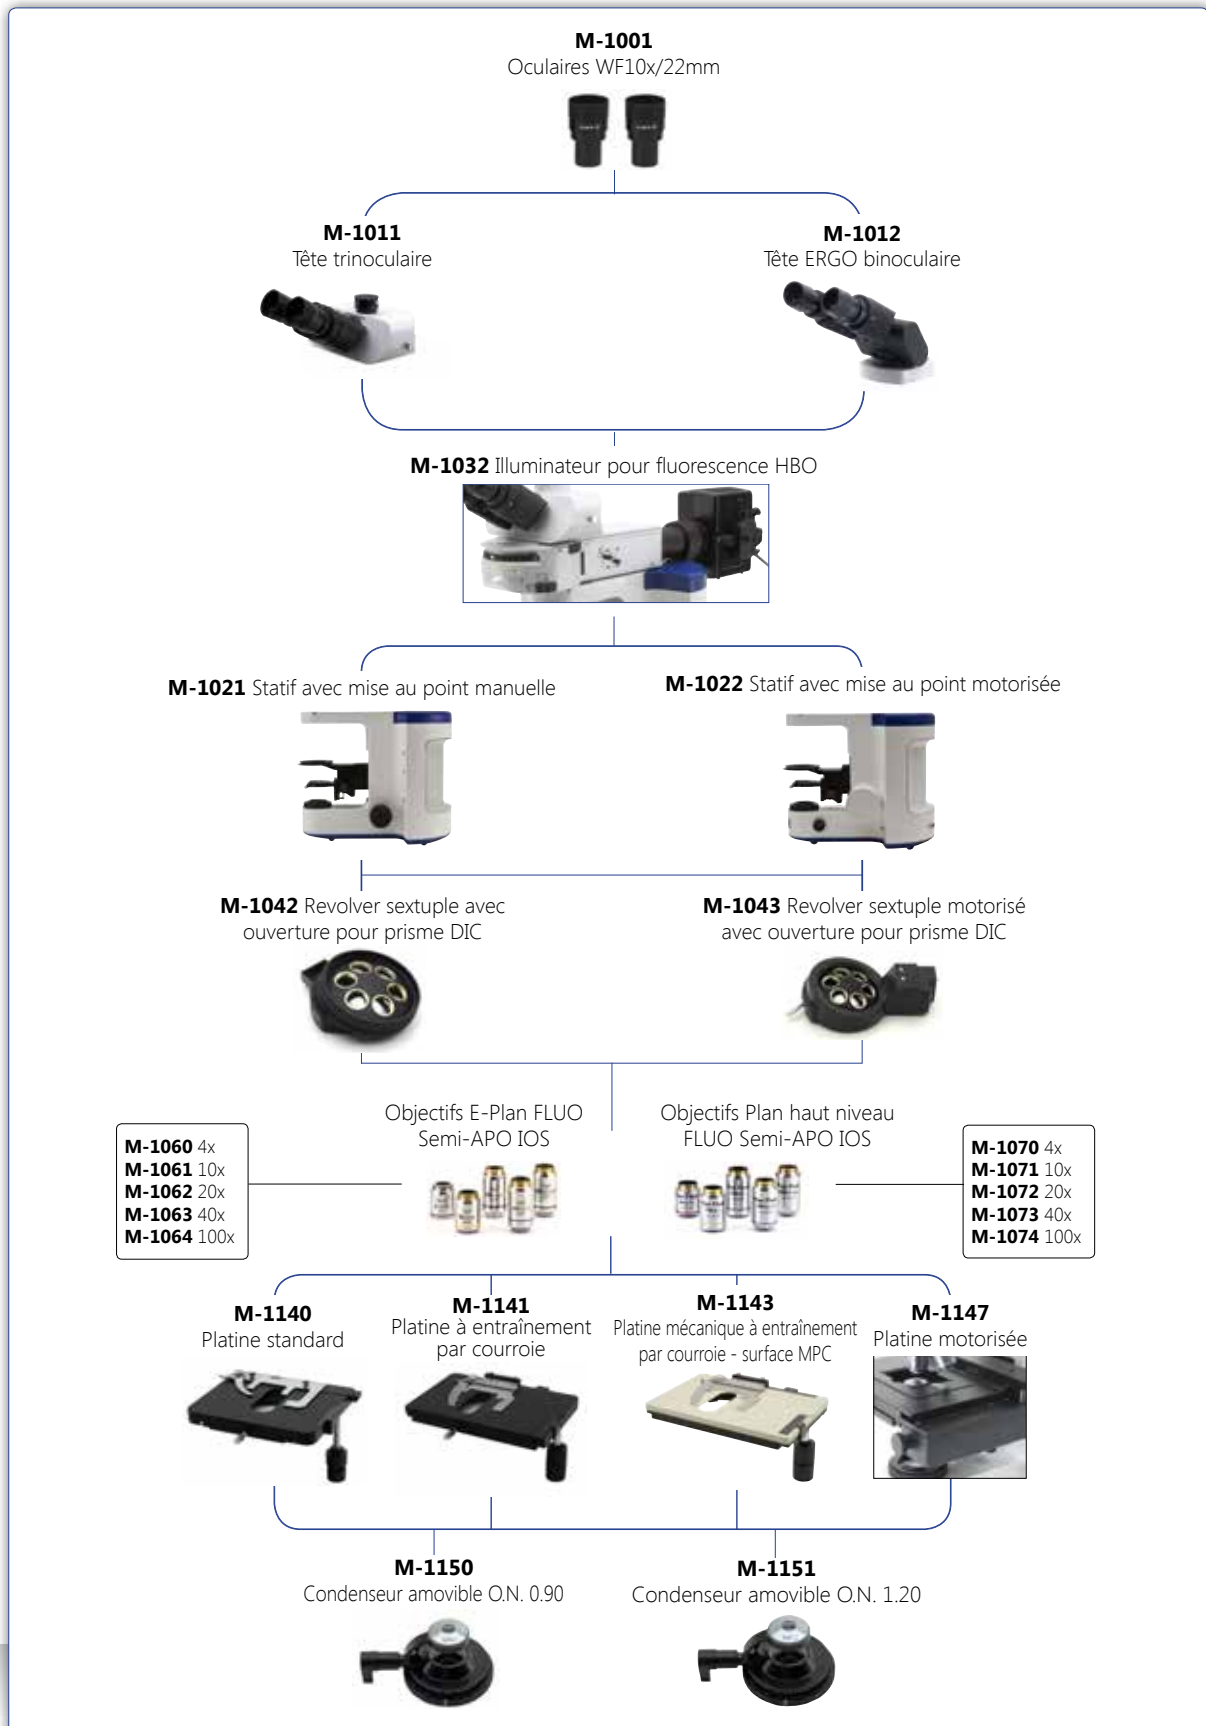 M-1001
Oculaires WF10x/22mm
M-1011
Tête trinoculaire
M-1012
Tête ERGO binoculaire
M-1032 Illuminateur pour fluorescence HBO
M-1021 Statif avec mise au point manuelle
M-1022 Statif avec mise au point motorisée
M-1042 Revolver sextuple avec
ouverture pour prisme DIC
M-1043 Revolver sextuple motorisé
avec ouverture pour prisme DIC
Objectifs E-Plan FLUO
Semi-APO IOS
Objectifs Plan haut niveau
FLUO Semi-APO IOS
M-1060 4x
M-1061 10x
M-1062 20x
M-1063 40x
M-1064 100x
M-1070 4x
M-1071 10x
M-1072 20x
M-1073 40x
M-1074 100x
M-1140
Platine standard
M-1141
Platine à entraînement
par courroie
M-1143
Platine mécanique à entraînement
par courroie - surface MPC
M-1147
Platine motorisée
M-1150
Condenseur amovible O.N. 0.90
M-1151
Condenseur amovible O.N. 1.20